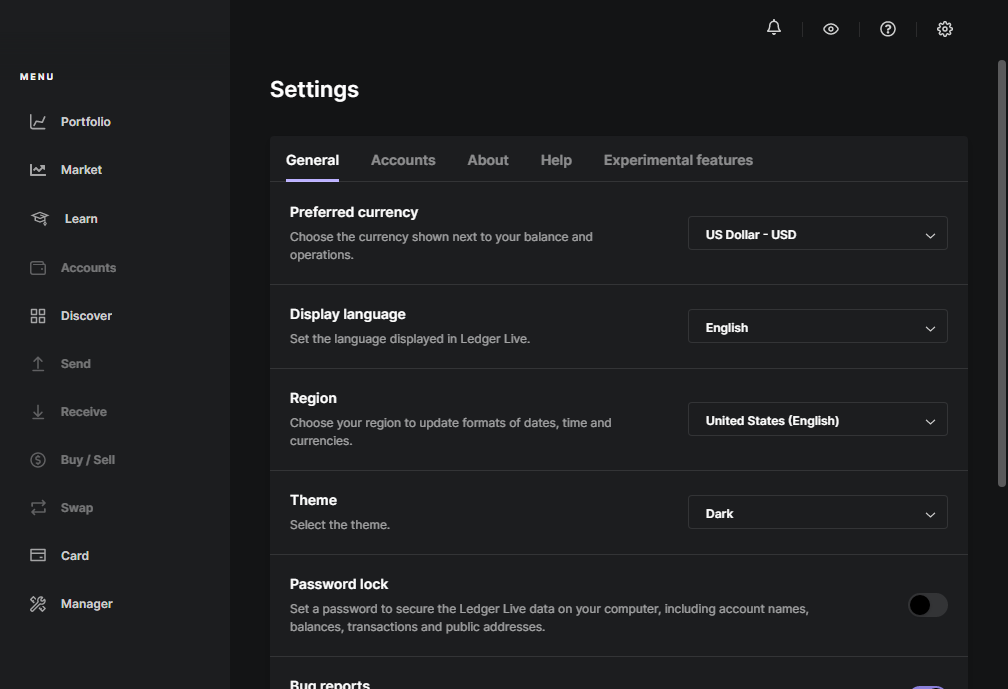 MENU
Portfolio
Market
Learn
Accounts
Discover
Send
Receive
Buy / Sell
Swap
Card
Manager
Settings
General
Accounts
About
Help
Experimental features
Preferred currency
Choose the currency shown next to your balance and
operations.
US Dollar - USD
Display language
Set the language displayed in Ledger Live.
English
Region
Choose your region to update formats of dates, time and
currencies.
United States (English)
Theme
Select the theme.
Dark
Password lock
Set a password to secure the Ledger Live data on your computer, including account names,
balances, transactions and public addresses.
Bug reports